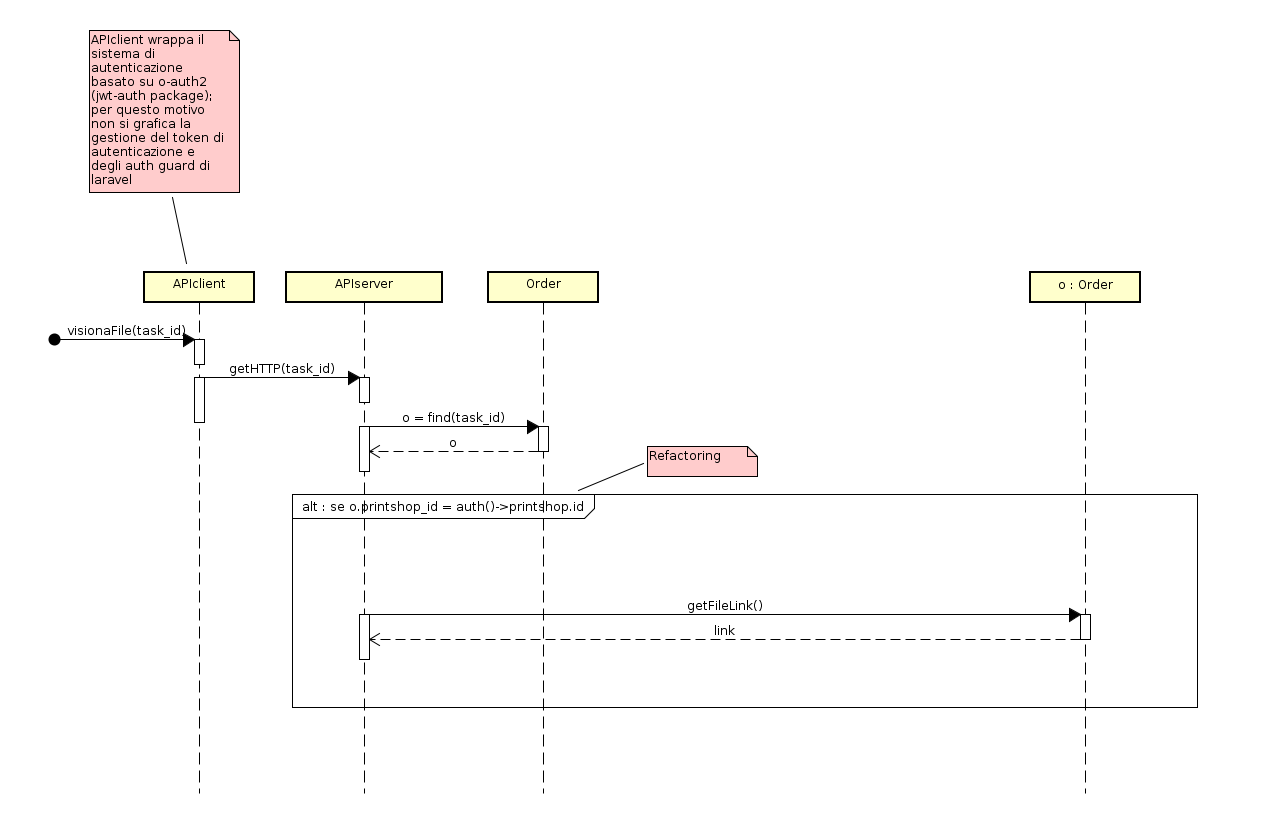 APIclient wrappa il
sistema di
autenticazione
basato su o-auth2
(jwt-auth package);
per questo motivo
non si grafica la
gestione del token di
autenticazione e
degli auth guard di
laravel
APIclient
APIserver
Order
o : Order
visionaFile(task_id)
getHTTP(task_id)
o = find(task_id)
o
Refactoring
alt : se o.printshop_id = auth()->printshop.id
getFileLink()
link